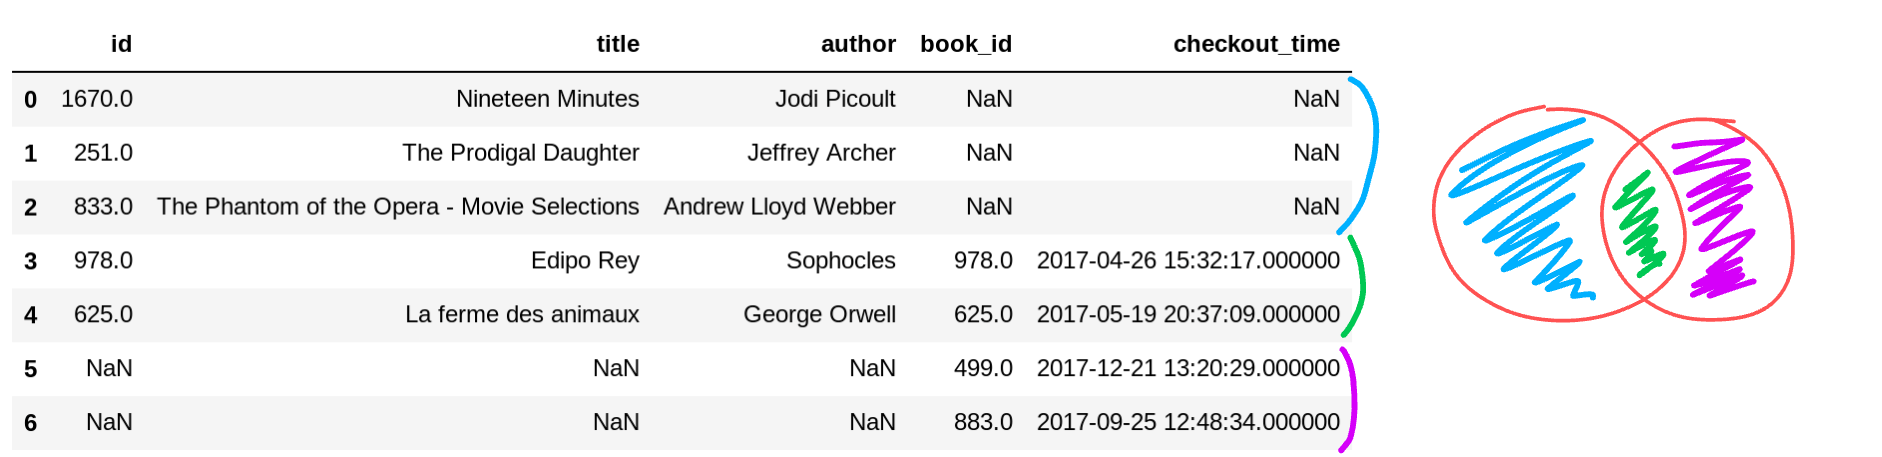 id title author book_id checkout_time
0 1670.0 Nineteen Minutes Jodi Picoult NaN NaN
1 251.0 The Prodigal Daughter Jeffrey Archer NaN NaN
2 833.0 The Phantom of the Opera - Movie Selections Andrew Lloyd Webber NaN NaN
3 978.0 Edipo Rey Sophocles 978.0 2017-04-26 15:32:17.000000
4 625.0 La ferme des animaux George Orwell 625.0 2017-05-19 20:37:09.000000
5 NaN NaN NaN 499.0 2017-12-21 13:20:29.000000
6 NaN NaN NaN 883.0 2017-09-25 12:48:34.000000